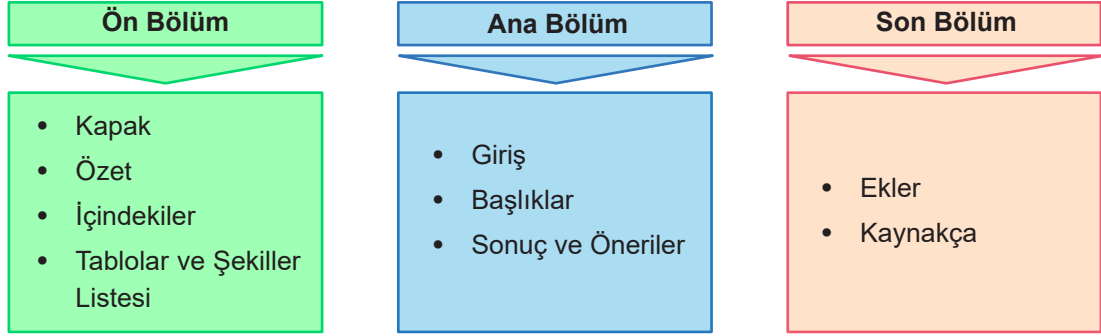 Ön Bölüm
• Kapak
• Özet
• İçindekiler
• Tablolar ve Şekiller
Listesi
Ana Bölüm
• Giriş
• Başlıklar
• Sonuç ve Öneriler
Son Bölüm
• Ekler
• Kaynakça